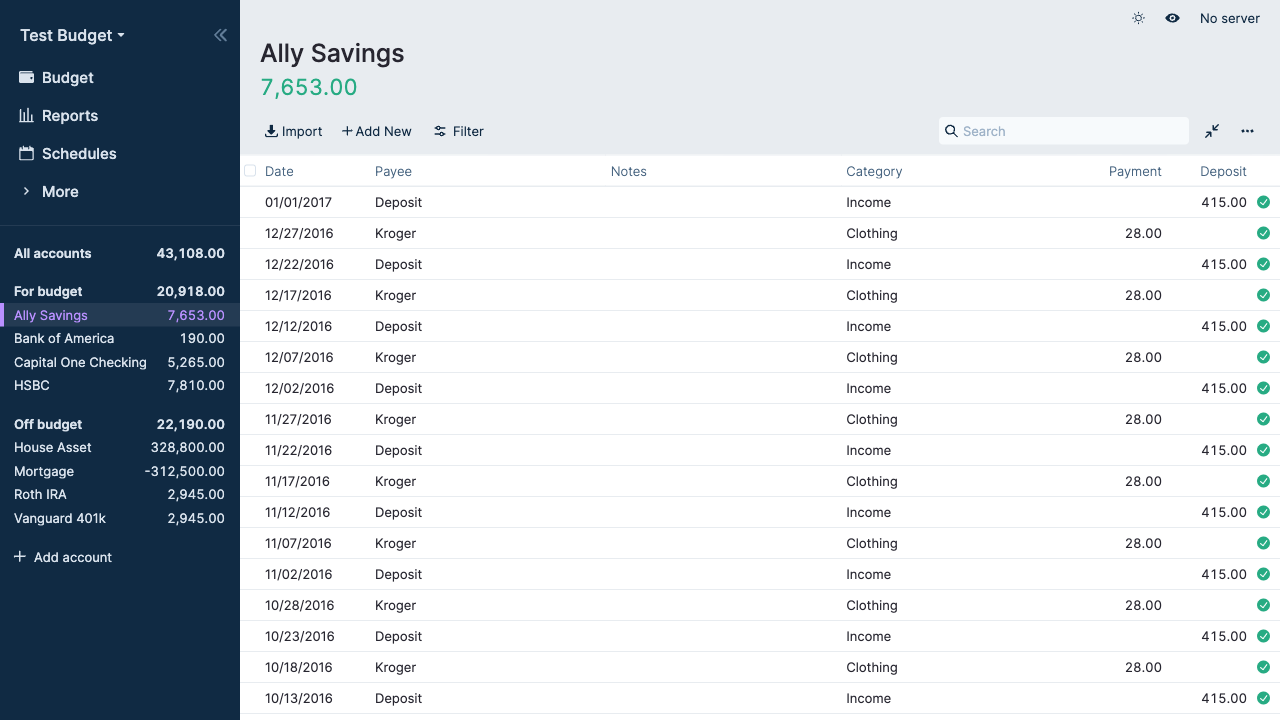 Test Budget
Budget
Reports
Schedules
More
All accounts 43,108.00
For budget 20,918.00
Ally Savings 7,653.00
Bank of America 190.00
Capital One Checking 5,265.00
HSBC 7,810.00
Off budget 22,190.00
House Asset 328,800.00
Mortgage -312,500.00
Roth IRA 2,945.00
Vanguard 401k 2,945.00
Add account
No server
Ally Savings
7,653.00
Import Add New Filter Search
Date Payee Notes Category Payment Deposit
01/01/2017 Deposit Income 415.00
12/27/2016 Kroger Clothing 28.00
12/22/2016 Deposit Income 415.00
12/17/2016 Kroger Clothing 28.00
12/12/2016 Deposit Income 415.00
12/07/2016 Kroger Clothing 28.00
12/02/2016 Deposit Income 415.00
11/27/2016 Kroger Clothing 28.00
11/22/2016 Deposit Income 415.00
11/17/2016 Kroger Clothing 28.00
11/12/2016 Deposit Income 415.00
11/07/2016 Kroger Clothing 28.00
11/02/2016 Deposit Income 415.00
10/28/2016 Kroger Clothing 28.00
10/23/2016 Deposit Income 415.00
10/18/2016 Kroger Clothing 28.00
10/13/2016 Deposit Income 415.00